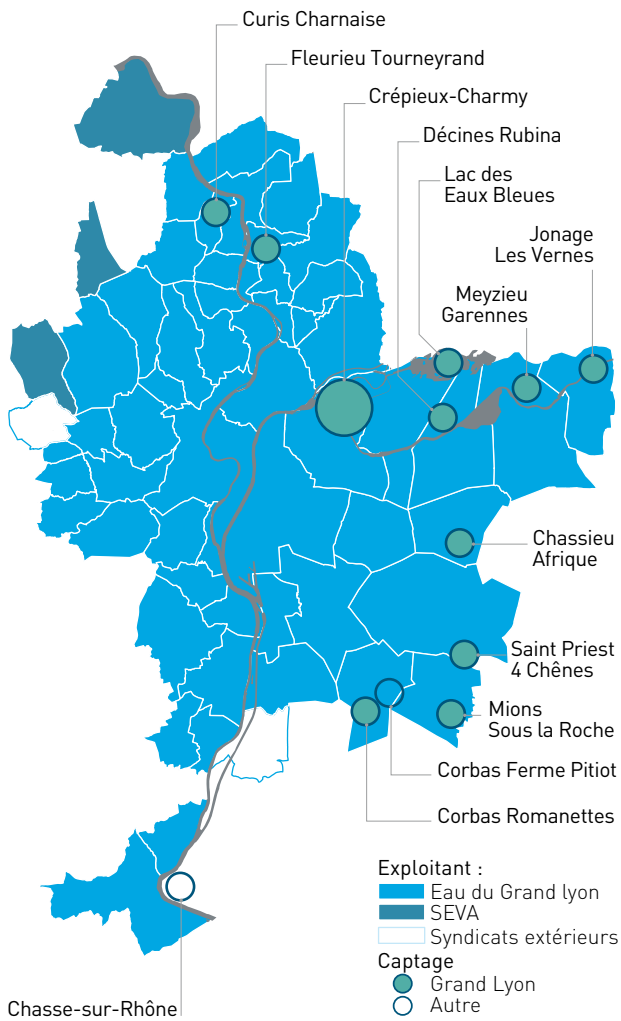 Curis Charnaise
Fleurieu Tourneyrand
Crépieux-Charmy
Décines Rubina
Lac des
Eaux Bleues
Jonage
Les Vernes
Meyzieu
Garennes
Chassieu
Afrique
Saint Priest
4 Chênes
Mions
Sous la Roche
Corbas Ferme Pitiot
Corbas Romanettes
Exploitant :
Eau du Grand lyon
SEVA
Syndicats extérieurs
Captage
Grand Lyon
Autre
Chasse-sur-Rhône